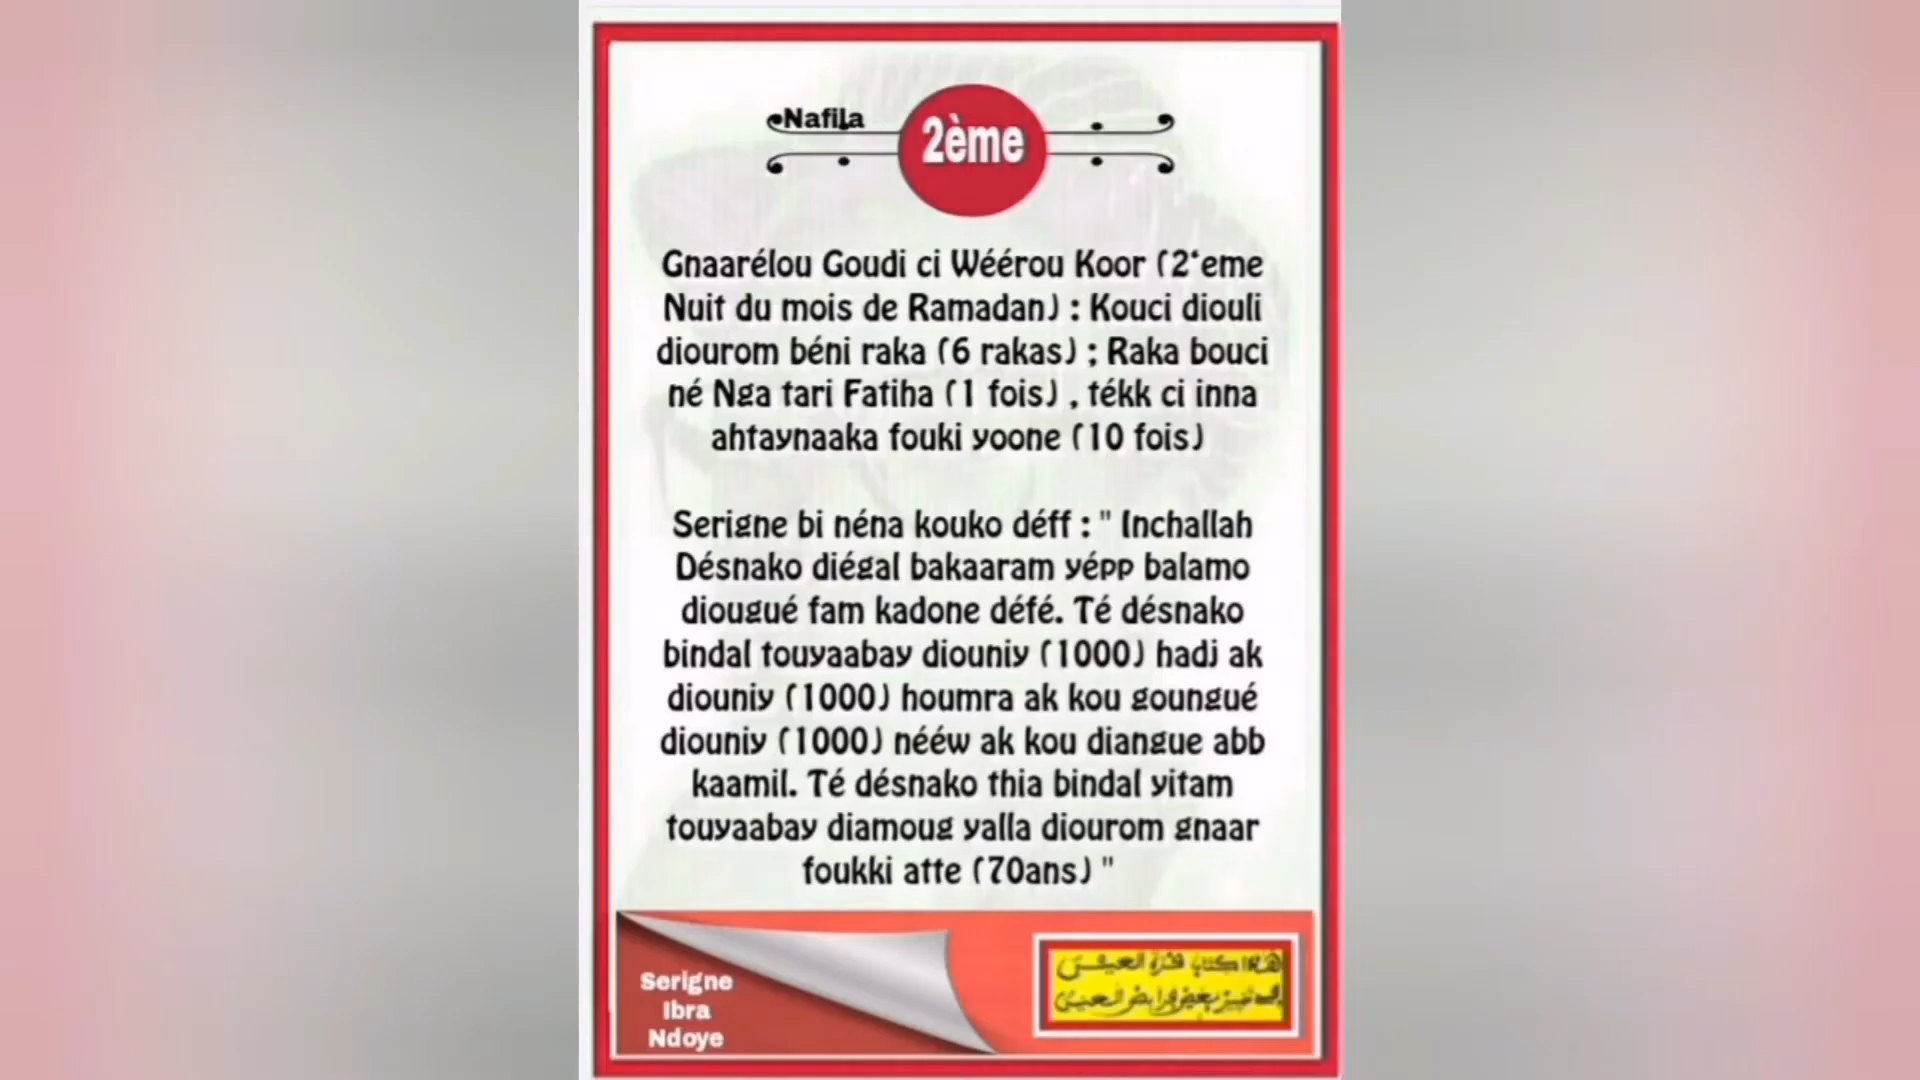 Nafila
2ème
Gnaarélou Goudi ci Wéérou Koor (2‘eme
Nuit du mois de Ramadan) : Kouci diouli
diourom béni raka (6 rakas) ; Raka bouci
né Nga tari Fatiha (1 fois) , tékk ci inna
ahtaynaaka fouki yoone (10 fois)
Serigne bi néna kouko déff : " Inchallah
Désnako diégal bakaaram yépp balamo
diougué fam kadone défé. Té désnako
bindal touyaabay diouniy (1000) hadj ak
diouniy (1000) houmra ak kou goungué
diouniy (1000) nééw ak kou diangue abb
kaamil. Té désnako thia bindal yitam
touyaabay diamoug yalla diourom gnaar
foukki atte (70ans) "
Serigne
Ibra
Ndoye